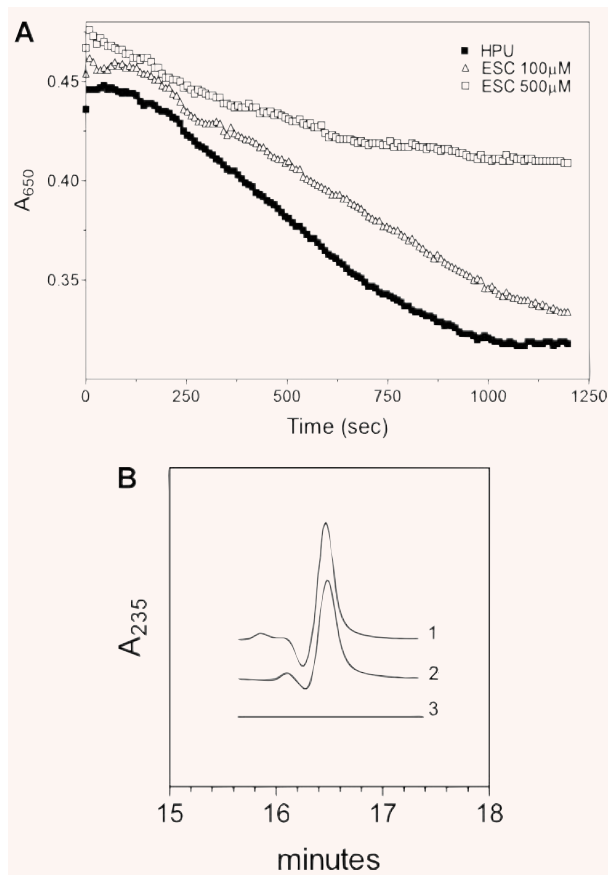 A
HPU
ESC 100μM
ESC 500μM
0.45
0.40
0.35
A650
0 250 500 750 1000 1250
Time (sec)
B
A235
1
2
3
15 16 17 18
minutes